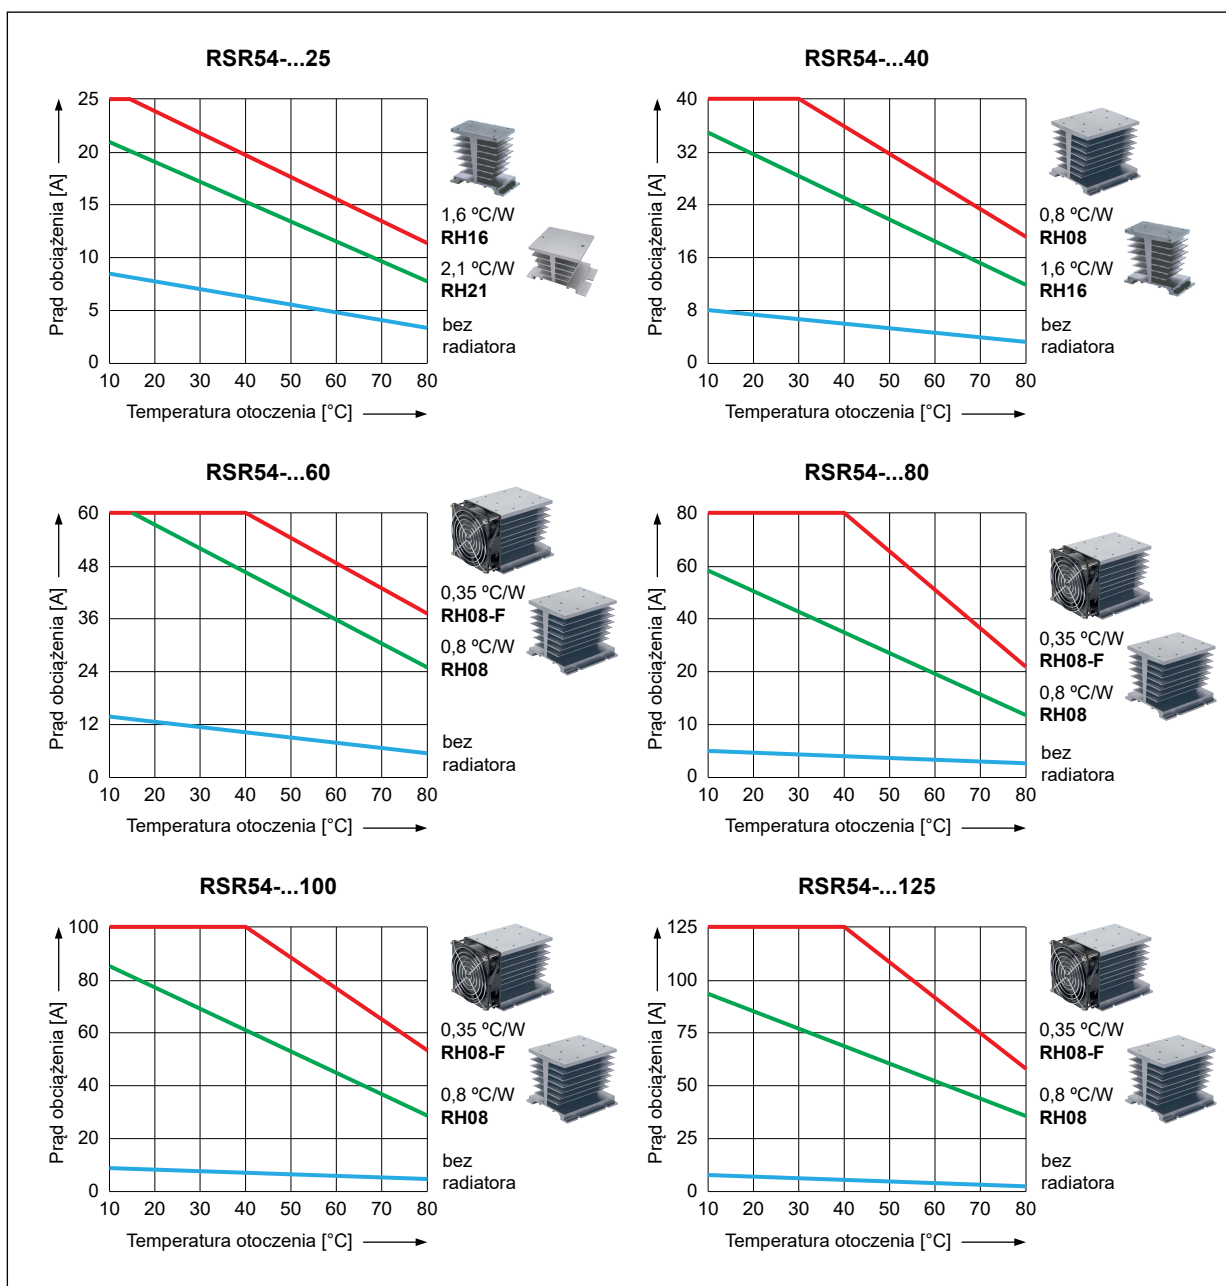 RSR54-...25
Prąd obciążenia [A]
25
20
15
10
5
0
10 20 30 40 50 60 70 80
Temperatura otoczenia [°C]
1,6 ºC/W
RH16
2,1 ºC/W
RH21
bez
radiatora
RSR54-...40
Prąd obciążenia [A]
40
32
24
16
8
0
10 20 30 40 50 60 70 80
Temperatura otoczenia [°C]
0,8 ºC/W
RH08
1,6 ºC/W
RH16
bez
radiatora
RSR54-...60
Prąd obciążenia [A]
60
48
36
24
12
0
10 20 30 40 50 60 70 80
Temperatura otoczenia [°C]
0,35 ºC/W
RH08-F
0,8 ºC/W
RH08
bez
radiatora
RSR54-...80
Prąd obciążenia [A]
80
60
40
20
10
0
10 20 30 40 50 60 70 80
Temperatura otoczenia [°C]
0,35 ºC/W
RH08-F
0,8 ºC/W
RH08
bez
radiatora
RSR54-...100
Prąd obciążenia [A]
100
80
60
40
20
0
10 20 30 40 50 60 70 80
Temperatura otoczenia [°C]
0,35 ºC/W
RH08-F
0,8 ºC/W
RH08
bez
radiatora
RSR54-...125
Prąd obciążenia [A]
125
100
75
50
25
0
10 20 30 40 50 60 70 80
Temperatura otoczenia [°C]
0,35 ºC/W
RH08-F
0,8 ºC/W
RH08
bez
radiatora